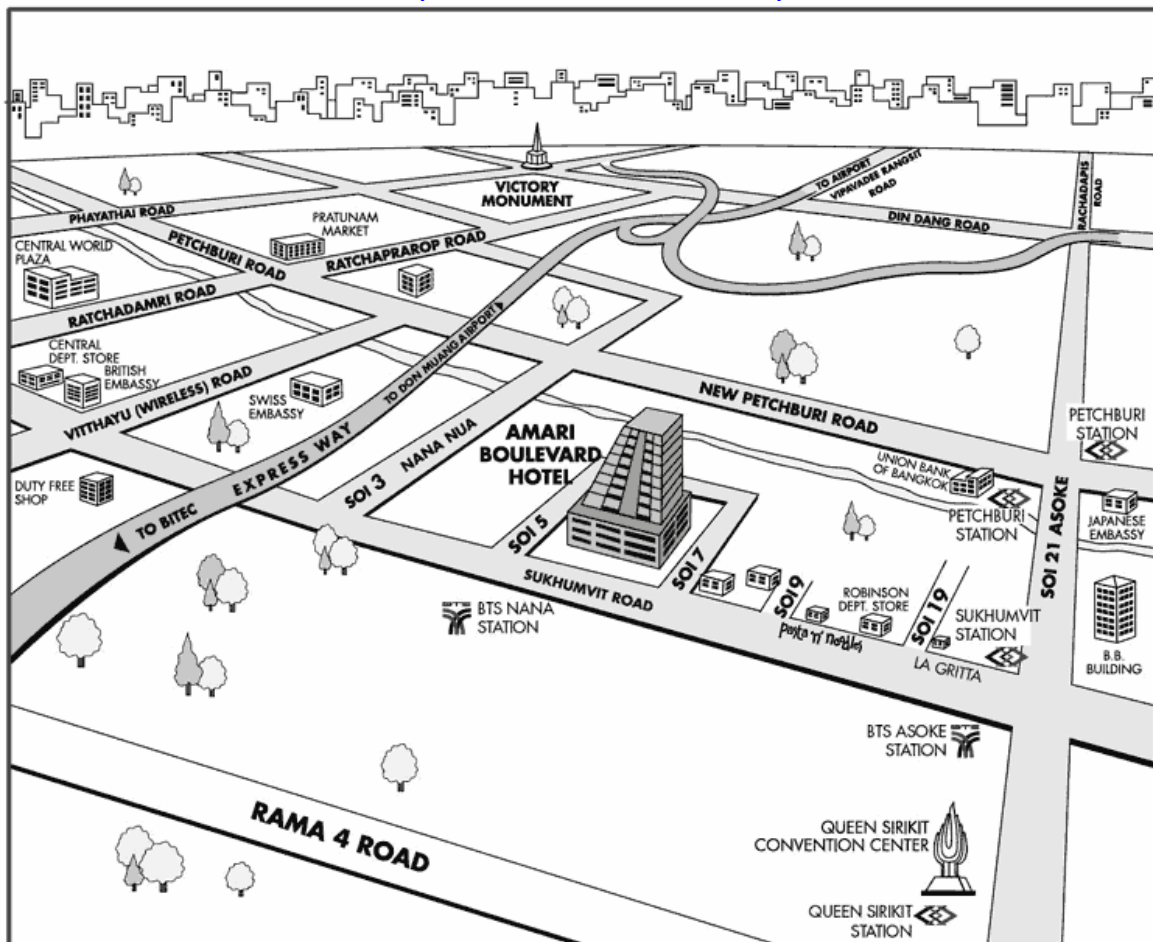 VICTORY
MONUMENT
TO AIRPORT
VIPAVADEE RANGSIT
ROAD
RACHADAPIS
ROAD
PHAYATHAI ROAD
PRATUNAM
MARKET
DIN DANG ROAD
CENTRAL WORLD
PLAZA
PETCHBURI ROAD
RATCHAPRAROP ROAD
RATCHADAMRI ROAD
TO DON MUANG AIRPORT
CENTRAL
DEPT. STORE
BRITISH
EMBASSY
VITTHAYU (WIRELESS) ROAD
SWISS
EMBASSY
NEW PETCHBURI ROAD
PETCHBURI
STATION
AMARI
BOULEVARD
HOTEL
EXPRESS WAY
SOI 3
NANA NUA
UNION BANK
OF BANGKOK
DUTY FREE
SHOP
TO BITEC
PETCHBURI
STATION
SOI 21 ASOKE
JAPANESE
EMBASSY
SOI 5
SOI 7
SUKHUMVIT ROAD
SOI 9
ROBINSON
DEPT. STORE
SOI 19
SUKHUMVIT
STATION
BTS NANA
STATION
pasta 'n' noodles
LA GRITTA
B.B.
BUILDING
BTS ASOKE
STATION
RAMA 4 ROAD
QUEEN SIRIKIT
CONVENTION CENTER
QUEEN SIRIKIT
STATION